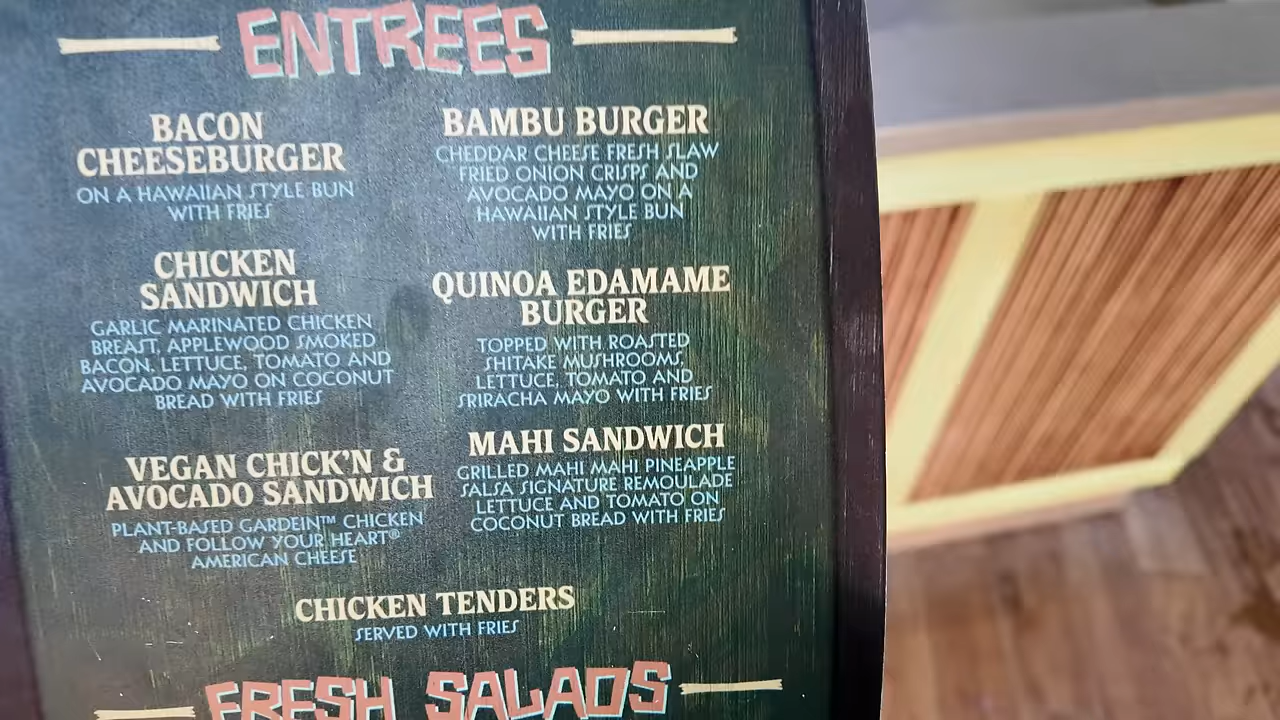 ENTREES
BACON
CHEESEBURGER
ON A HAWAIIAN STYLE BUN
WITH FRIES
BAMBU BURGER
CHEDDAR CHEESE FRESH SLAW
FRIED ONION CRISPS AND
AVOCADO MAYO ON A
HAWAIIAN STYLE BUN
WITH FRIES
CHICKEN
SANDWICH
GARLIC MARINATED CHICKEN
BREAST, APPLEWOOD SMOKED
BACON, LETTUCE, TOMATO AND
AVOCADO MAYO ON COCONUT
BREAD WITH FRIES
QUINOA EDAMAME
BURGER
TOPPED WITH ROASTED
SHITAKE MUSHROOMS,
LETTUCE, TOMATO AND
SRIRACHA MAYO WITH FRIES
VEGAN CHICK'N &
AVOCADO SANDWICH
PLANT-BASED GARDEIN™ CHICKEN
AND FOLLOW YOUR HEART®
AMERICAN CHEESE
MAHI SANDWICH
GRILLED MAHI MAHI PINEAPPLE
SALSA SIGNATURE REMOULADE
LETTUCE AND TOMATO ON
COCONUT BREAD WITH FRIES
CHICKEN TENDERS
SERVED WITH FRIES
FRESH SALADS